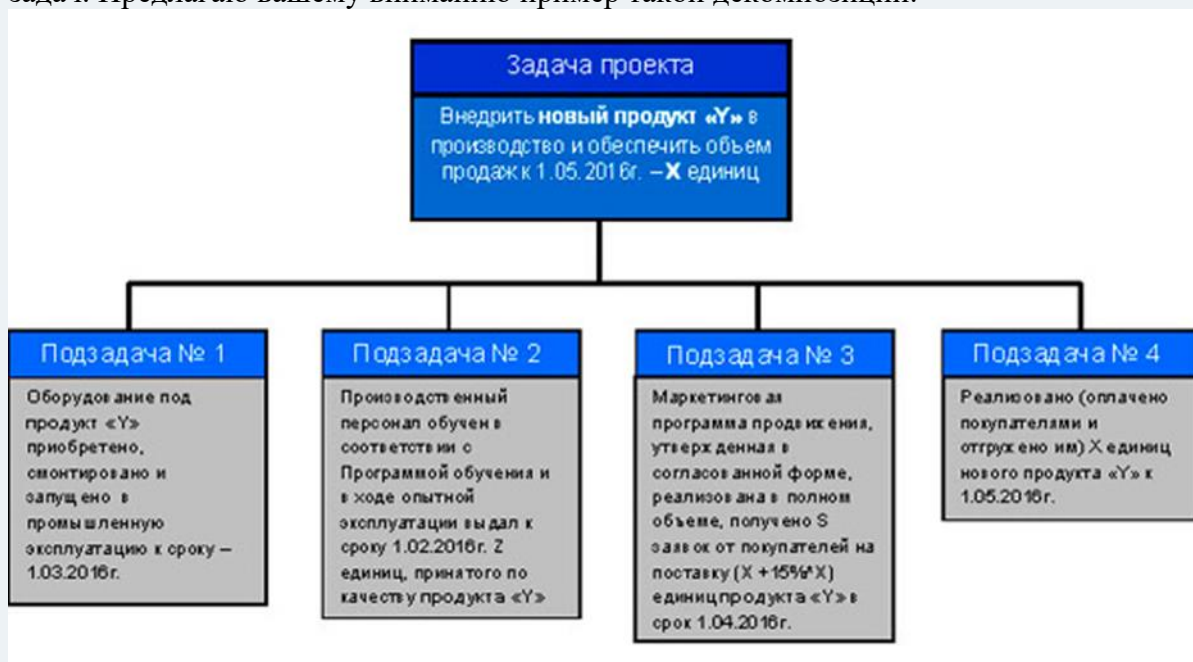 задач. Предлагаю вашему вниманию пример такой декомпозиции.
Задача проекта
Внедрить новый продукт «Y» в
производство и обеспечить объем
продаж к 1.05.2016г. – X единиц
Подзадача № 1
Оборудование под
продукт «Y»
приобретено,
смонтировано и
запущено в
промышленную
эксплуатацию к сроку –
1.03.2016г.
Подзадача № 2
Производственный
персонал обучен в
соответствии с
Программой обучения и
в ходе опытной
эксплуатации выдал к
сроку 1.02.2016г. Z
единиц, принятого по
качеству продукта «Y»
Подзадача № 3
Маркетинговая
программа продвижения,
утвержденная в
согласованной форме,
реализована в полном
объеме, получено S
заявок от покупателей на
поставку (X +15%*X)
единиц продукта «Y» в
срок 1.04.2016г.
Подзадача № 4
Реализовано (оплачено
покупателями и
отгружено им) X единиц
нового продукта «Y» к
1.05.2016г.